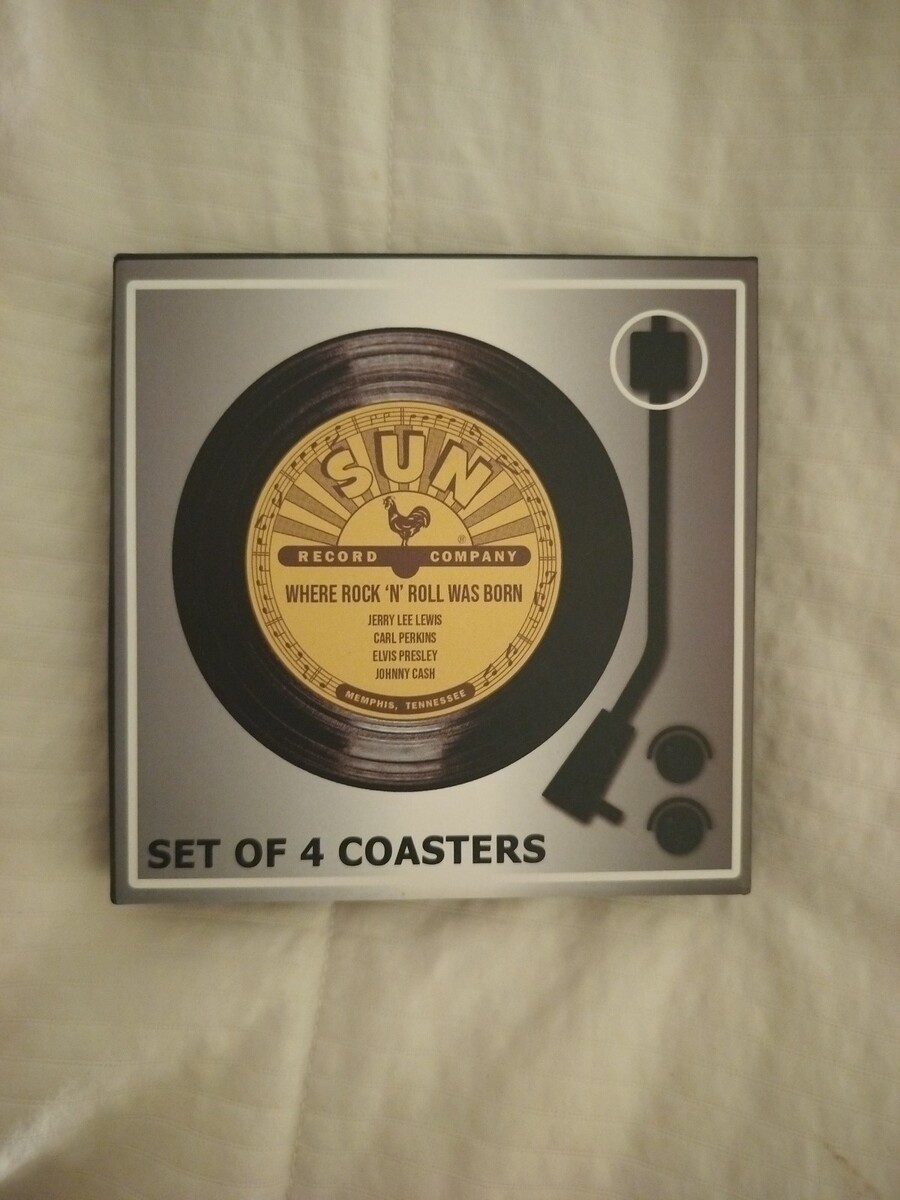 SUN
®
RECORD COMPANY
WHERE ROCK 'N' ROLL WAS BORN
JERRY LEE LEWIS
CARL PERKINS
ELVIS PRESLEY
JOHNNY CASH
MEMPHIS, TENNESSEE
SET OF 4 COASTERS